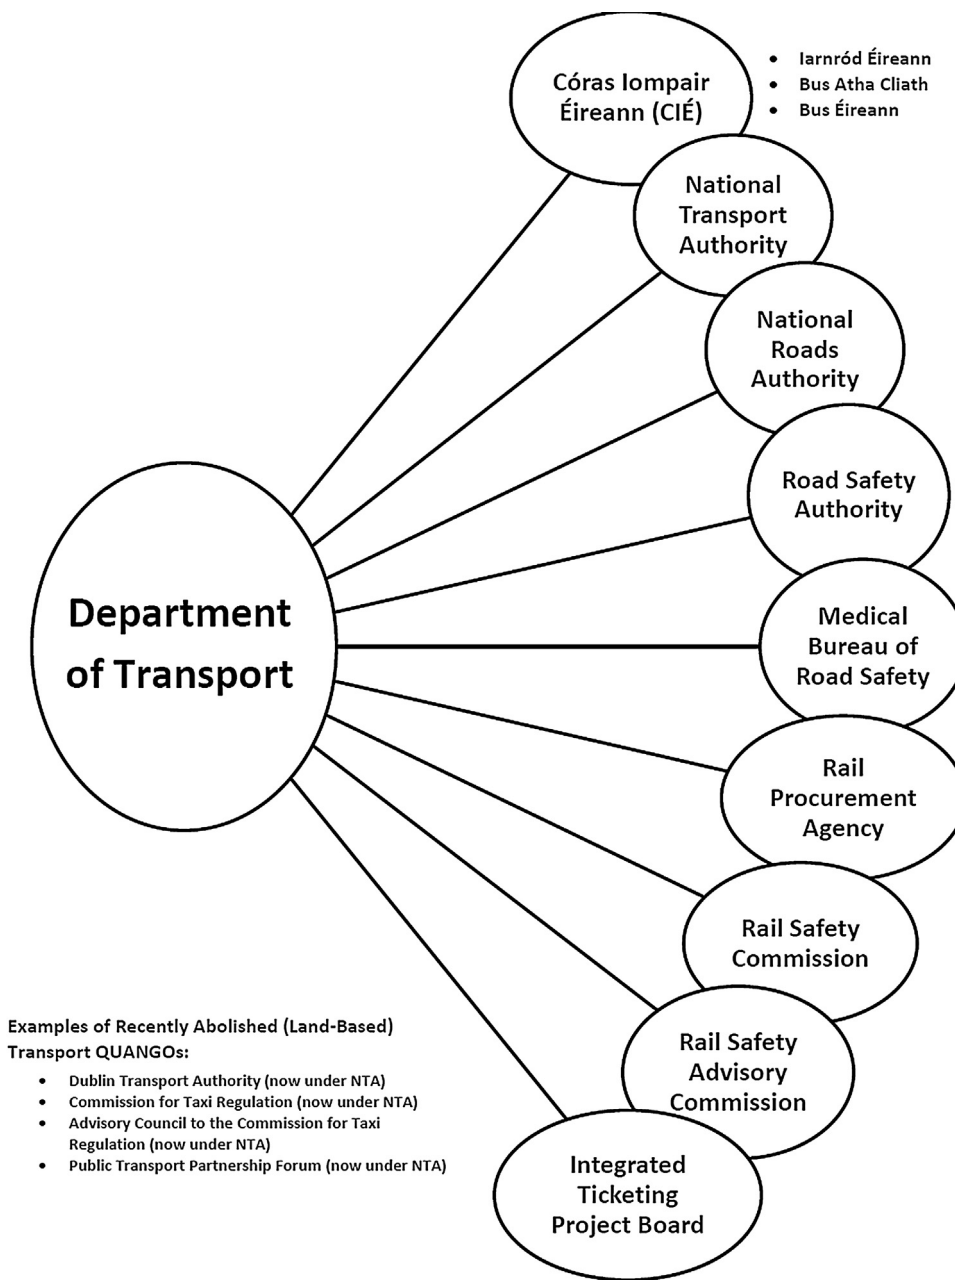 Córas Iompair
Éireann (CIÉ)
• Iarnród Éireann
• Bus Atha Cliath
• Bus Éireann
National
Transport
Authority
National
Roads
Authority
Road Safety
Authority
Department
of Transport
Medical
Bureau of
Road Safety
Rail
Procurement
Agency
Rail Safety
Commission
Rail Safety
Advisory
Commission
Integrated
Ticketing
Project Board
Examples of Recently Abolished (Land-Based)
Transport QUANGOs:
• Dublin Transport Authority (now under NTA)
• Commission for Taxi Regulation (now under NTA)
• Advisory Council to the Commission for Taxi
Regulation (now under NTA)
• Public Transport Partnership Forum (now under NTA)